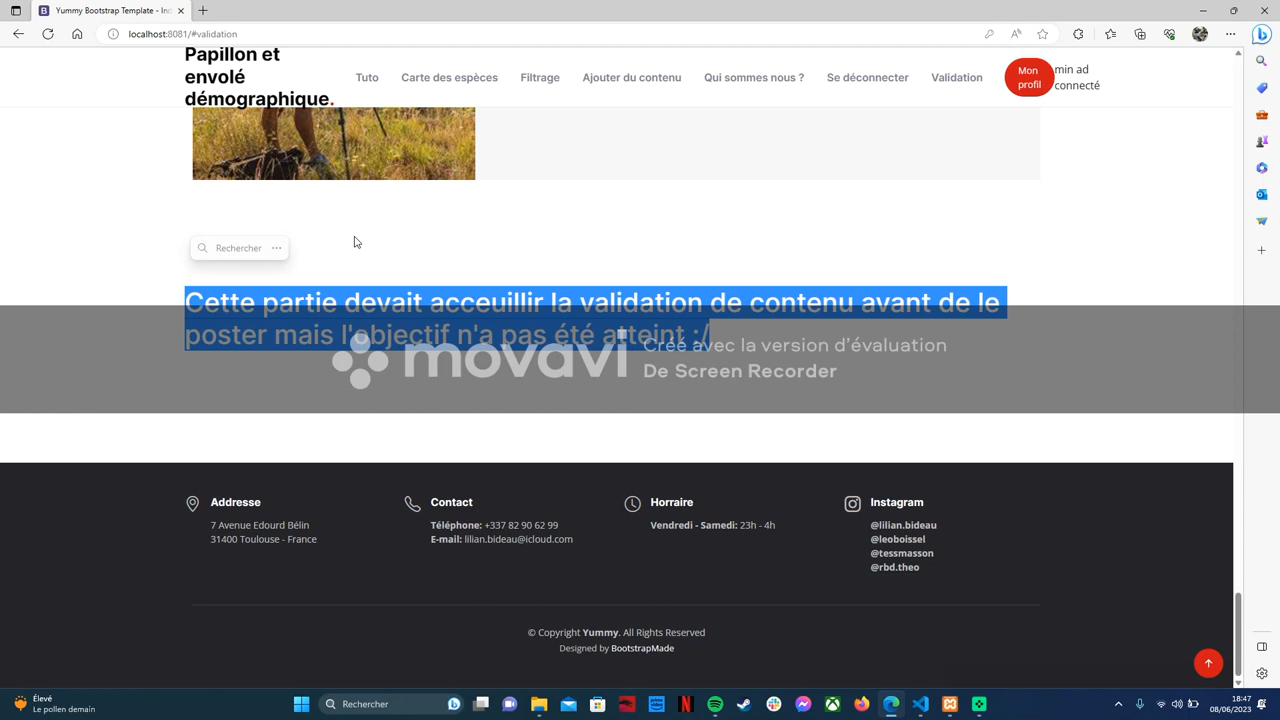 Yummy Bootstrap Template - Ind
localhost:8081/#validation
Papillon et
envolé
démographique.
Tuto
Carte des espèces
Filtrage
Ajouter du contenu
Qui sommes nous ?
Se déconnecter
Validation
Mon
profil
min ad
connecté
Rechercher
Cette partie devait acceuillir la validation de contenu avant de le
poster mais l'objectif n'a pas été atteint :/
movavi
Créé avec la version d'évaluation
De Screen Recorder
Addresse
7 Avenue Edourd Bélin
31400 Toulouse - France
Contact
Téléphone: +337 82 90 62 99
E-mail: lilian.bideau@icloud.com
Horraire
Vendredi - Samedi: 23h - 4h
Instagram
@lilian.bideau
@leoboissel
@tessmasson
@rbd.theo
© Copyright Yummy. All Rights Reserved
Designed by BootstrapMade
Élevé
Le pollen demain
Rechercher
18:47
08/06/2023